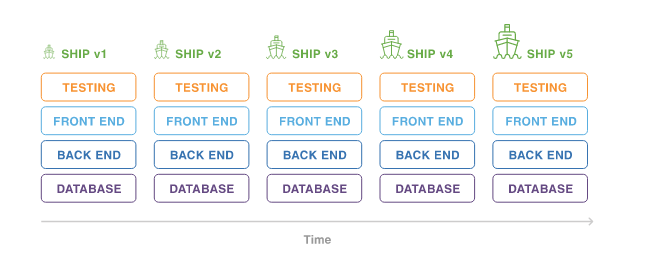 SHIP v1 SHIP v2 SHIP v3 SHIP v4 SHIP v5
TESTING TESTING TESTING TESTING TESTING
FRONT END FRONT END FRONT END FRONT END FRONT END
BACK END BACK END BACK END BACK END BACK END
DATABASE DATABASE DATABASE DATABASE DATABASE
Time